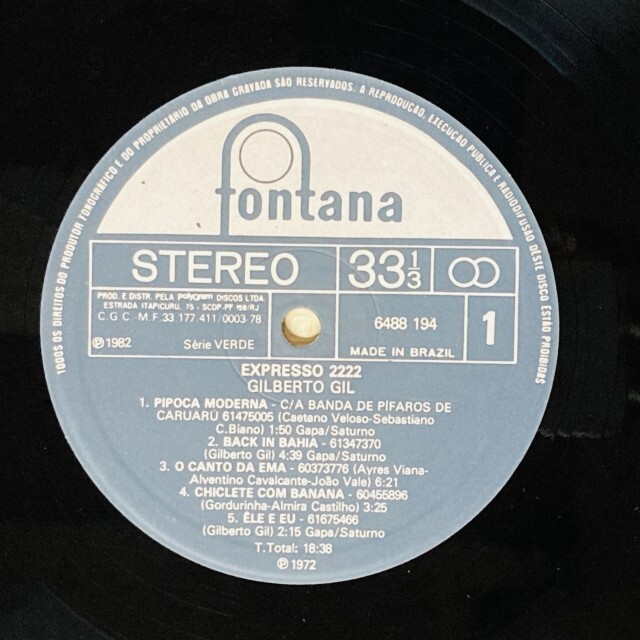 TODOS OS DIREITOS DO PRODUTOR FONOGRÁFICO E DO PROPRIETÁRIO DA OBRA GRAVADA SÃO RESERVADOS. A REPRODUÇÃO, EXECUÇÃO PÚBLICA E RADIODIFUSÃO DESTE DISCO ESTÃO PROIBIDAS
fontana
STEREO 33 1/3
PROD. E DISTR. PELA polygram DISCOS LTDA
ESTRADA ITAPICURU, 75 - SCDP-PF 159/RJ
C.G.C - M.F 33 177 411/0003 78
℗1982 Série VERDE
6488 194
MADE IN BRAZIL
1
EXPRESSO 2222
GILBERTO GIL
1. PIPOCA MODERNA - C/A BANDA DE PÍFAROS DE
CARUARÚ 61475005 (Caetano Veloso-Sebastiano
C.Biano) 1:50 Gapa/Saturno
2. BACK IN BAHIA - 61347370
(Gilberto Gil) 4:39 Gapa/Saturno
3. O CANTO DA EMA - 60373776 (Ayres Viana-
Alventino Cavalcante-João Vale) 6:21
4. CHICLETE COM BANANA - 60455896
(Gordurinha-Almira Castilho) 3:25
5. ÊLE E EU - 61675466
(Gilberto Gil) 2:15 Gapa/Saturno
T.Total: 18:38
℗1972